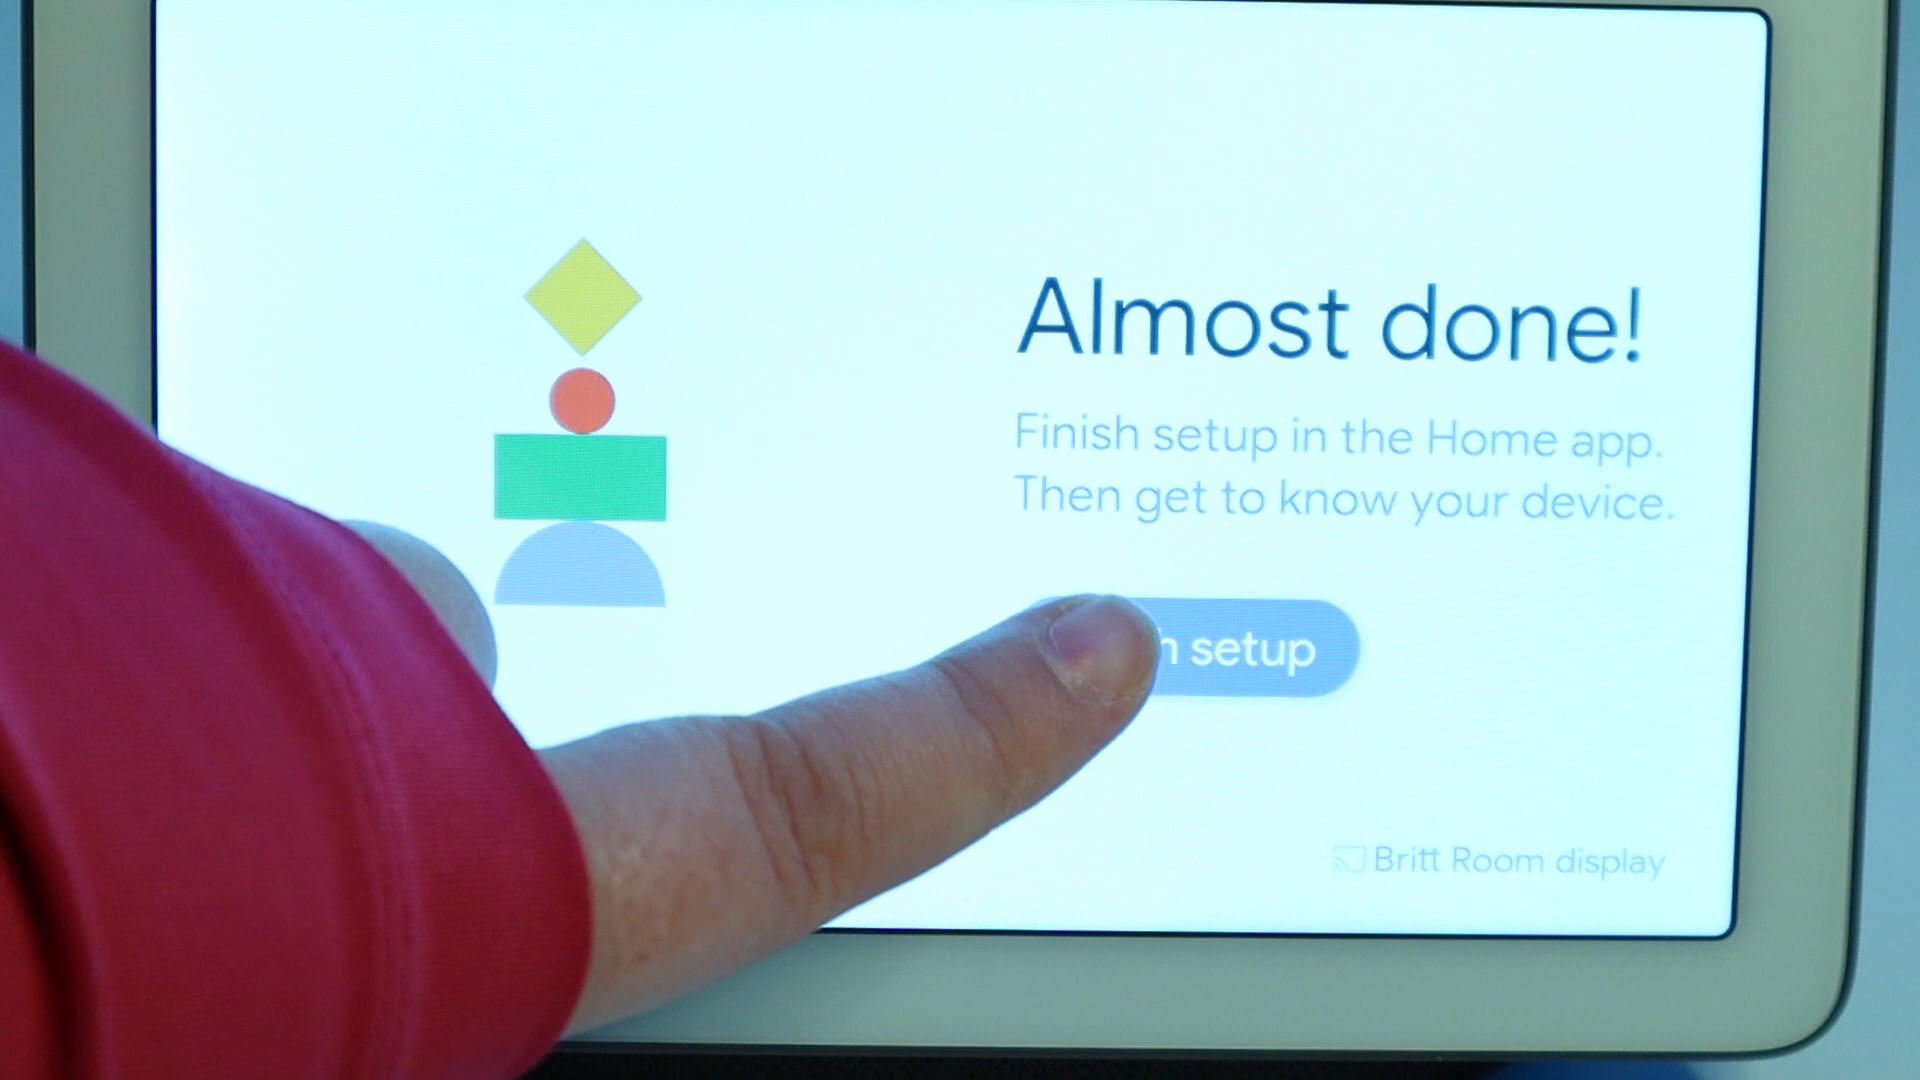 Almost done!
Finish setup in the Home app.
Then get to know your device.
setup
Britt Room display